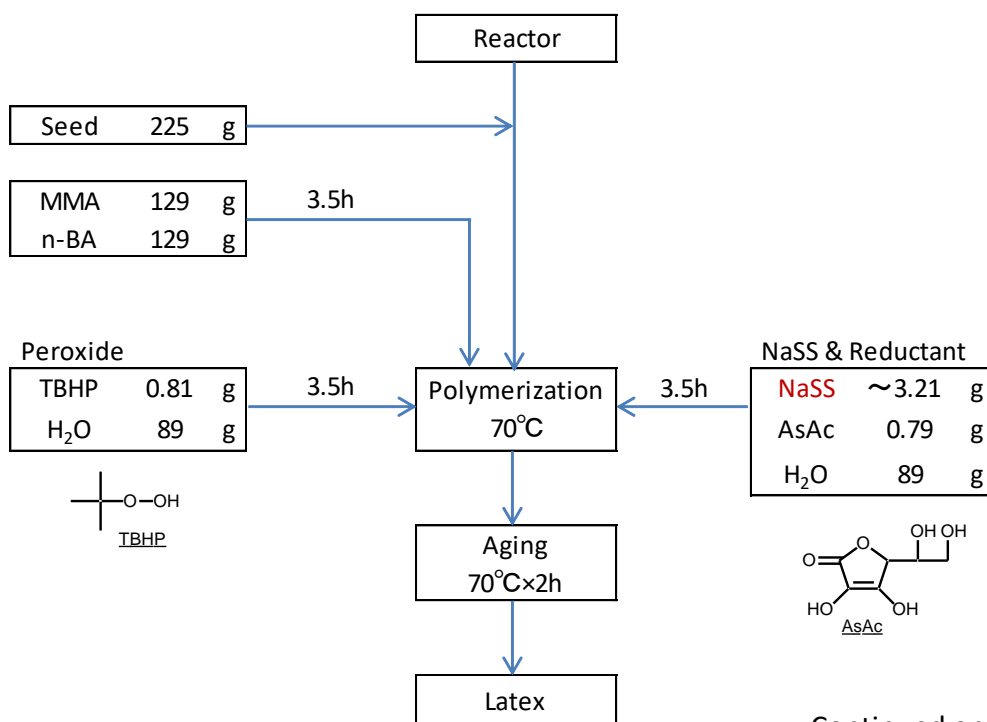 Reactor
Seed 225 g
MMA 129 g
n-BA 129 g
3.5h
Peroxide
TBHP 0.81 g
H₂O 89 g
3.5h
Polymerization
70℃
3.5h
NaSS & Reductant
NaSS ～3.21 g
AsAc 0.79 g
H₂O 89 g
O OH
TBHP
Aging
70℃×2h
OH OH
O
O
HO OH
AsAc
Latex